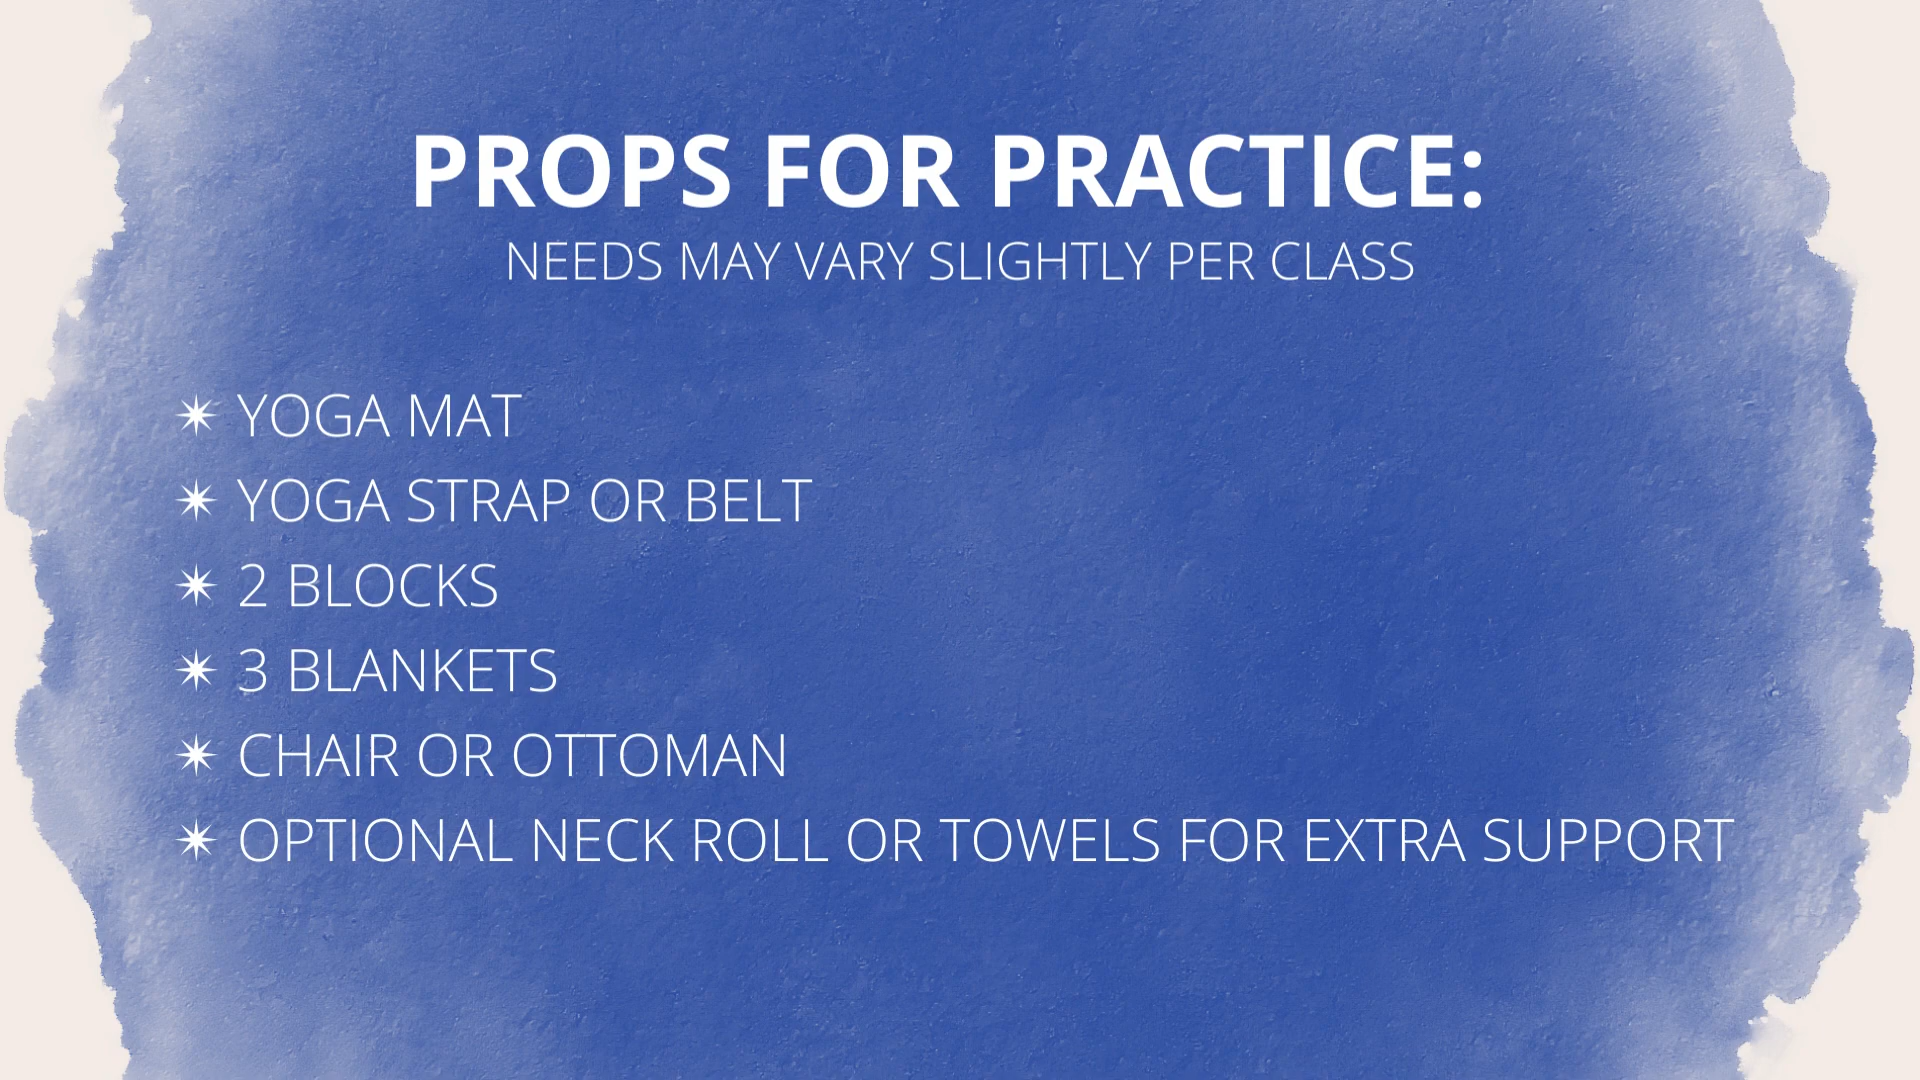 PROPS FOR PRACTICE:
NEEDS MAY VARY SLIGHTLY PER CLASS
✷ YOGA MAT
✷ YOGA STRAP OR BELT
✷ 2 BLOCKS
✷ 3 BLANKETS
✷ CHAIR OR OTTOMAN
✷ OPTIONAL NECK ROLL OR TOWELS FOR EXTRA SUPPORT